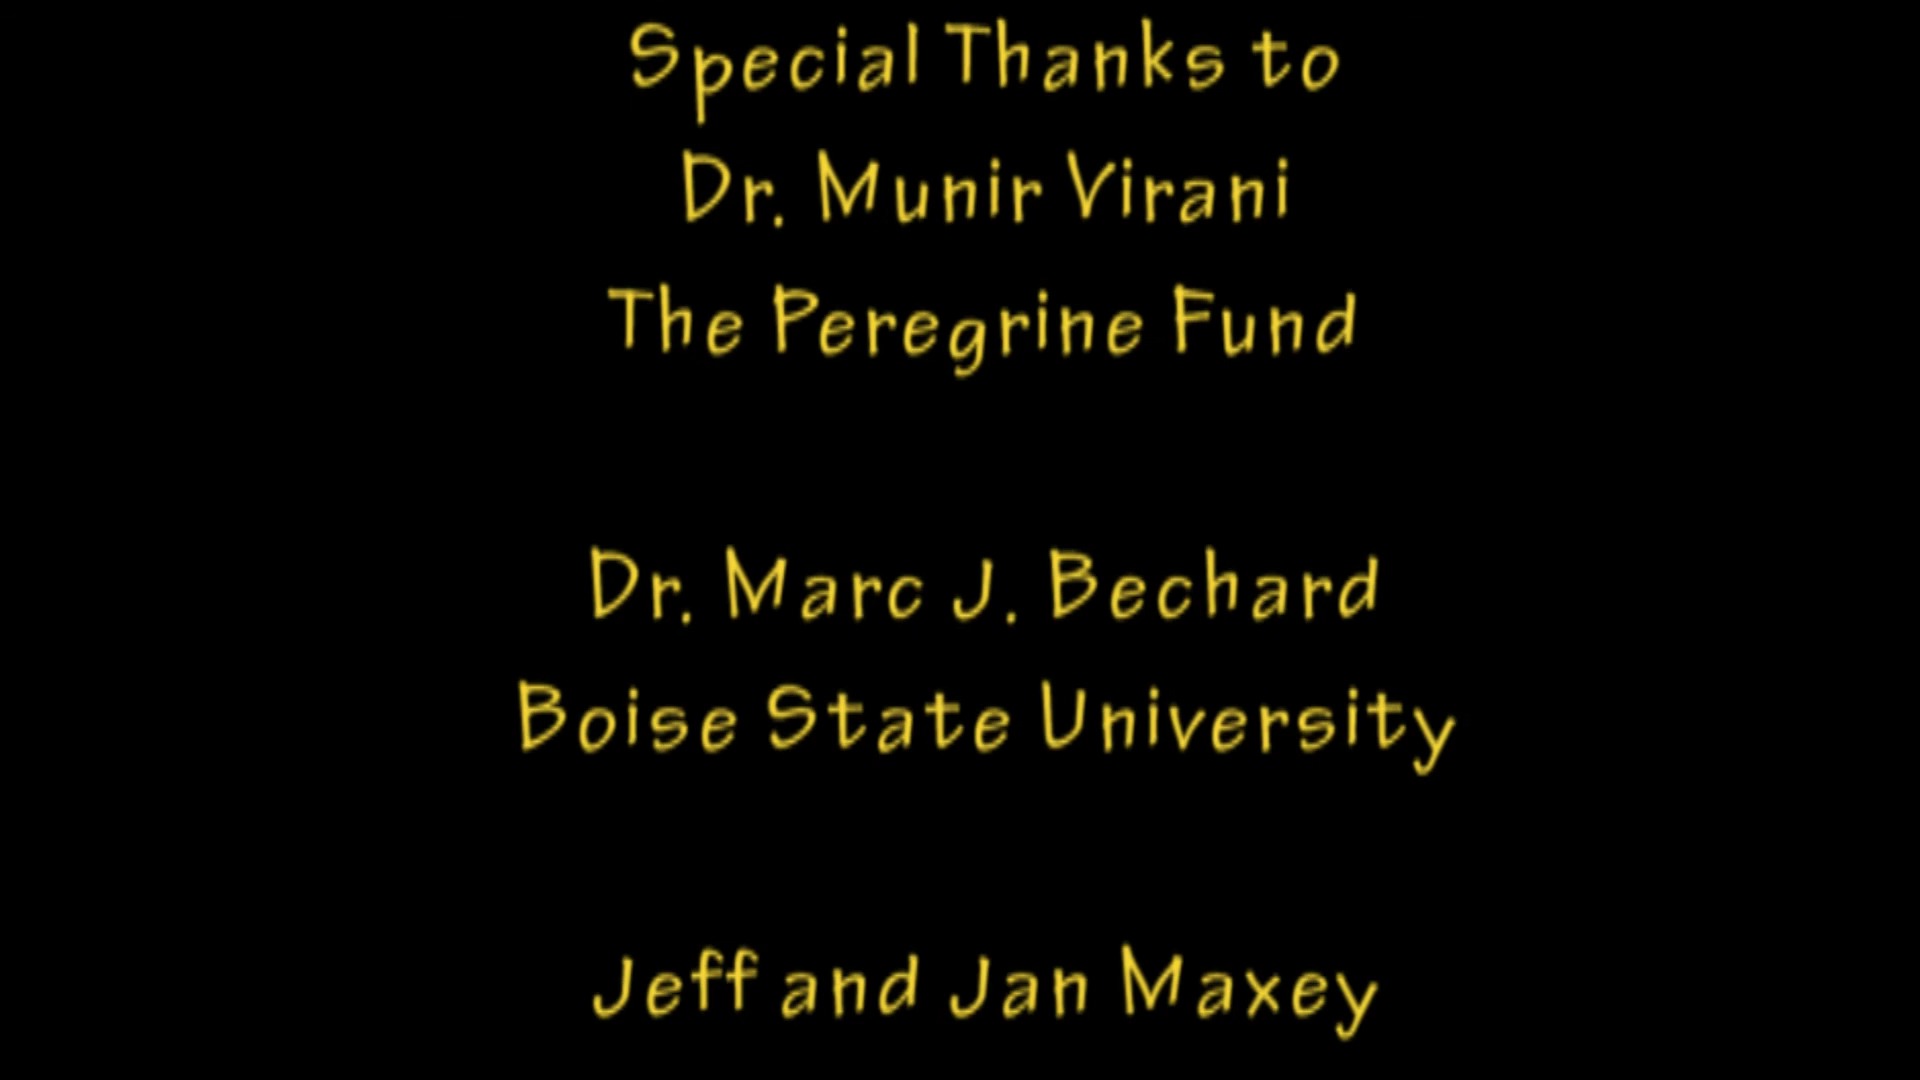 Special Thanks to
Dr. Munir Virani
The Peregrine Fund
Dr. Marc J. Bechard
Boise State University
Jeff and Jan Maxey